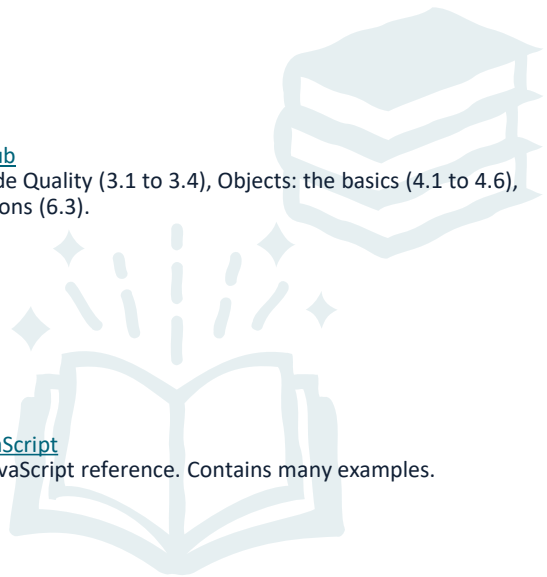 ub
de Quality (3.1 to 3.4), Objects: the basics (4.1 to 4.6),
ons (6.3).
aScript
vaScript reference. Contains many examples.